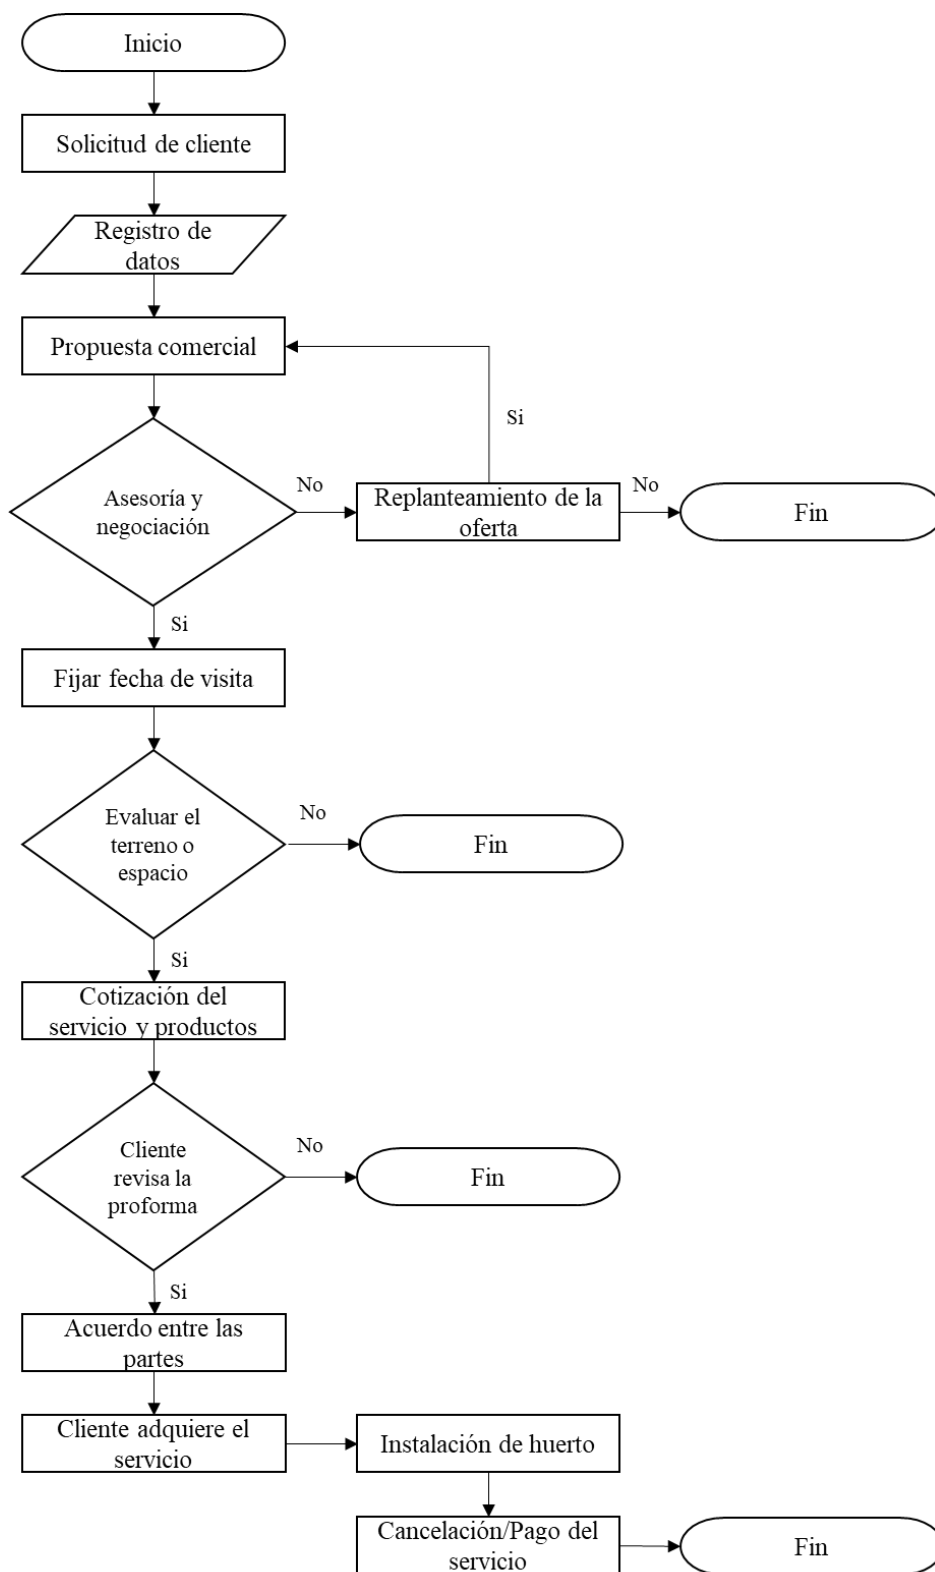 Inicio
Solicitud de cliente
Registro de
datos
Propuesta comercial
Si
Asesoría y
negociación
No
Replanteamiento de la
oferta
No
Fin
Si
Fijar fecha de visita
Evaluar el
terreno o
espacio
No
Fin
Si
Cotización del
servicio y productos
Cliente
revisa la
proforma
No
Fin
Si
Acuerdo entre las
partes
Cliente adquiere el
servicio
Instalación de huerto
Cancelación/Pago del
servicio
Fin